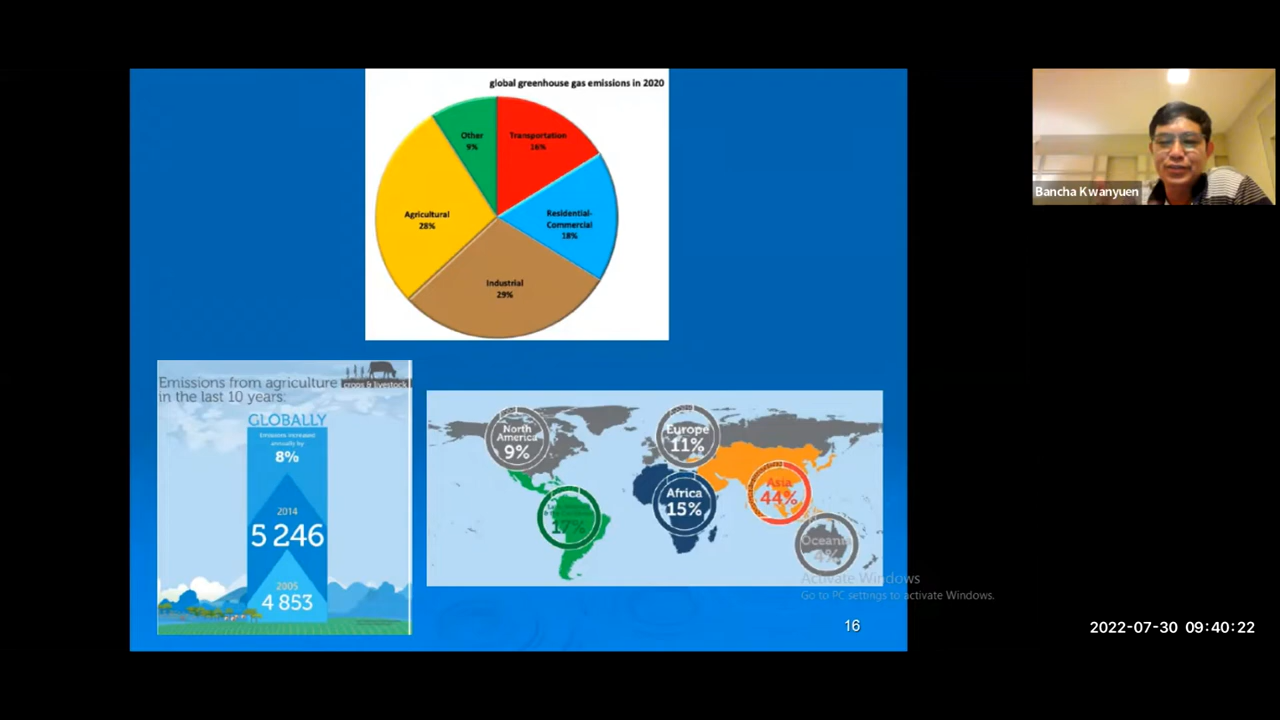 global greenhouse gas emissions in 2020
Other
9%
Transportation
16%
Agricultural
28%
Residential-
Commercial
18%
Industrial
29%
Bancha Kwanyuen
Emissions from agriculture crops & livestock
in the last 10 years:
GLOBALLY
Emissions increased
annually by
8%
2014
5 246
2005
4 853
North
America
9%
Europe
11%
Africa
15%
17%
Asia
44%
Oceania
4%
Activate Windows
Go to PC settings to activate Windows.
16
2022-07-30 09:40:22